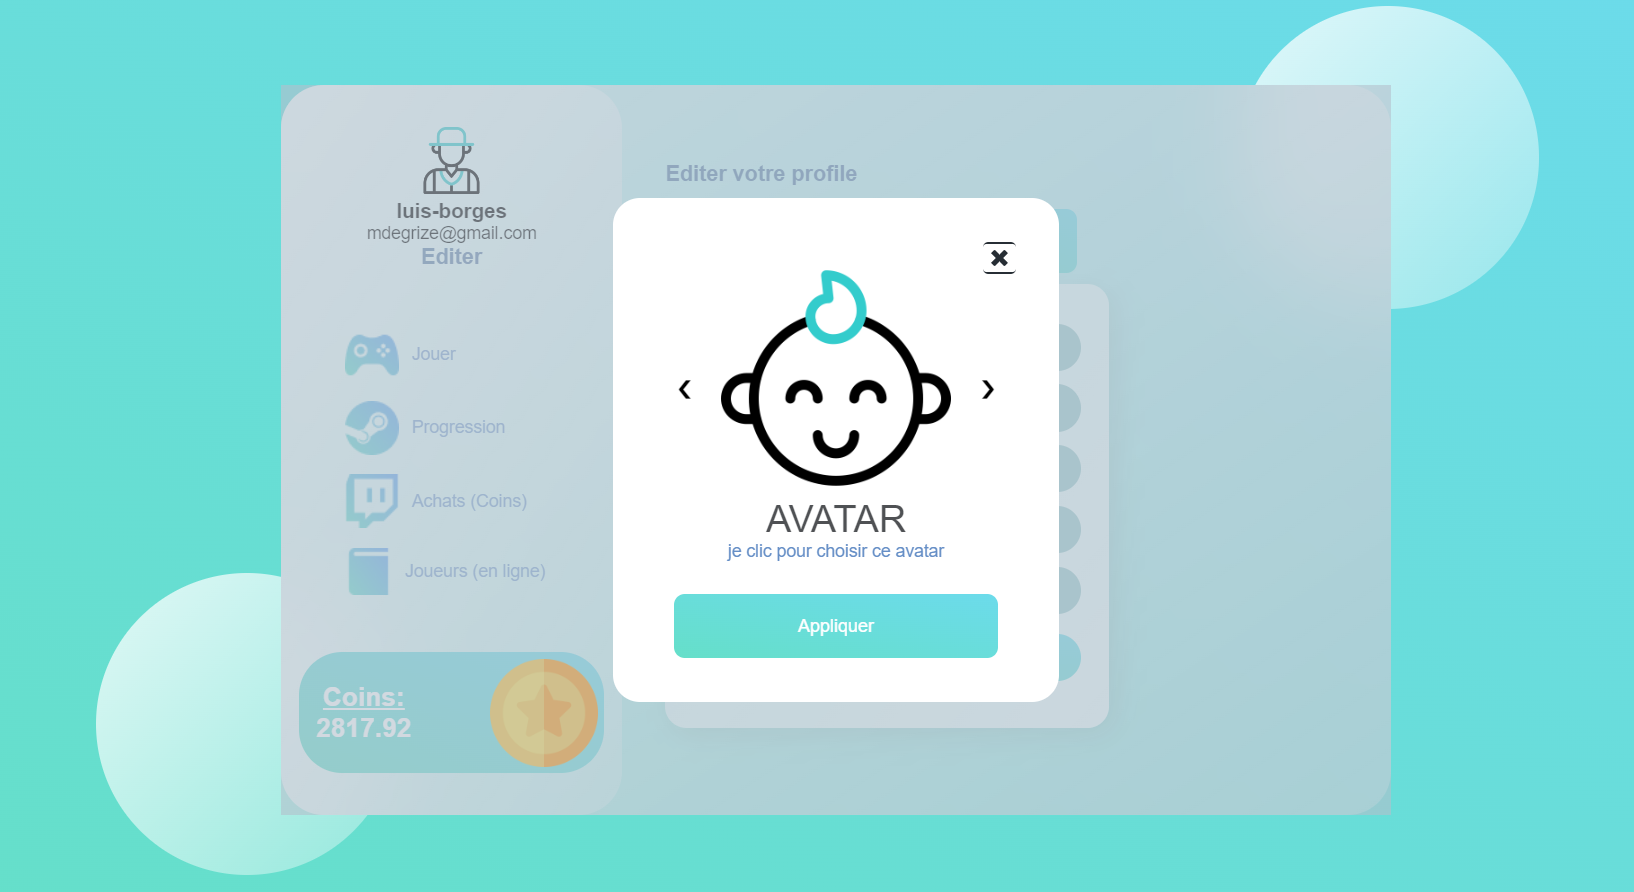 luis-borges
mdegrize@gmail.com
Editer
Jouer
Progression
Achats (Coins)
Joueurs (en ligne)
Coins:
2817.92
Editer votre profile
AVATAR
je clic pour choisir ce avatar
Appliquer